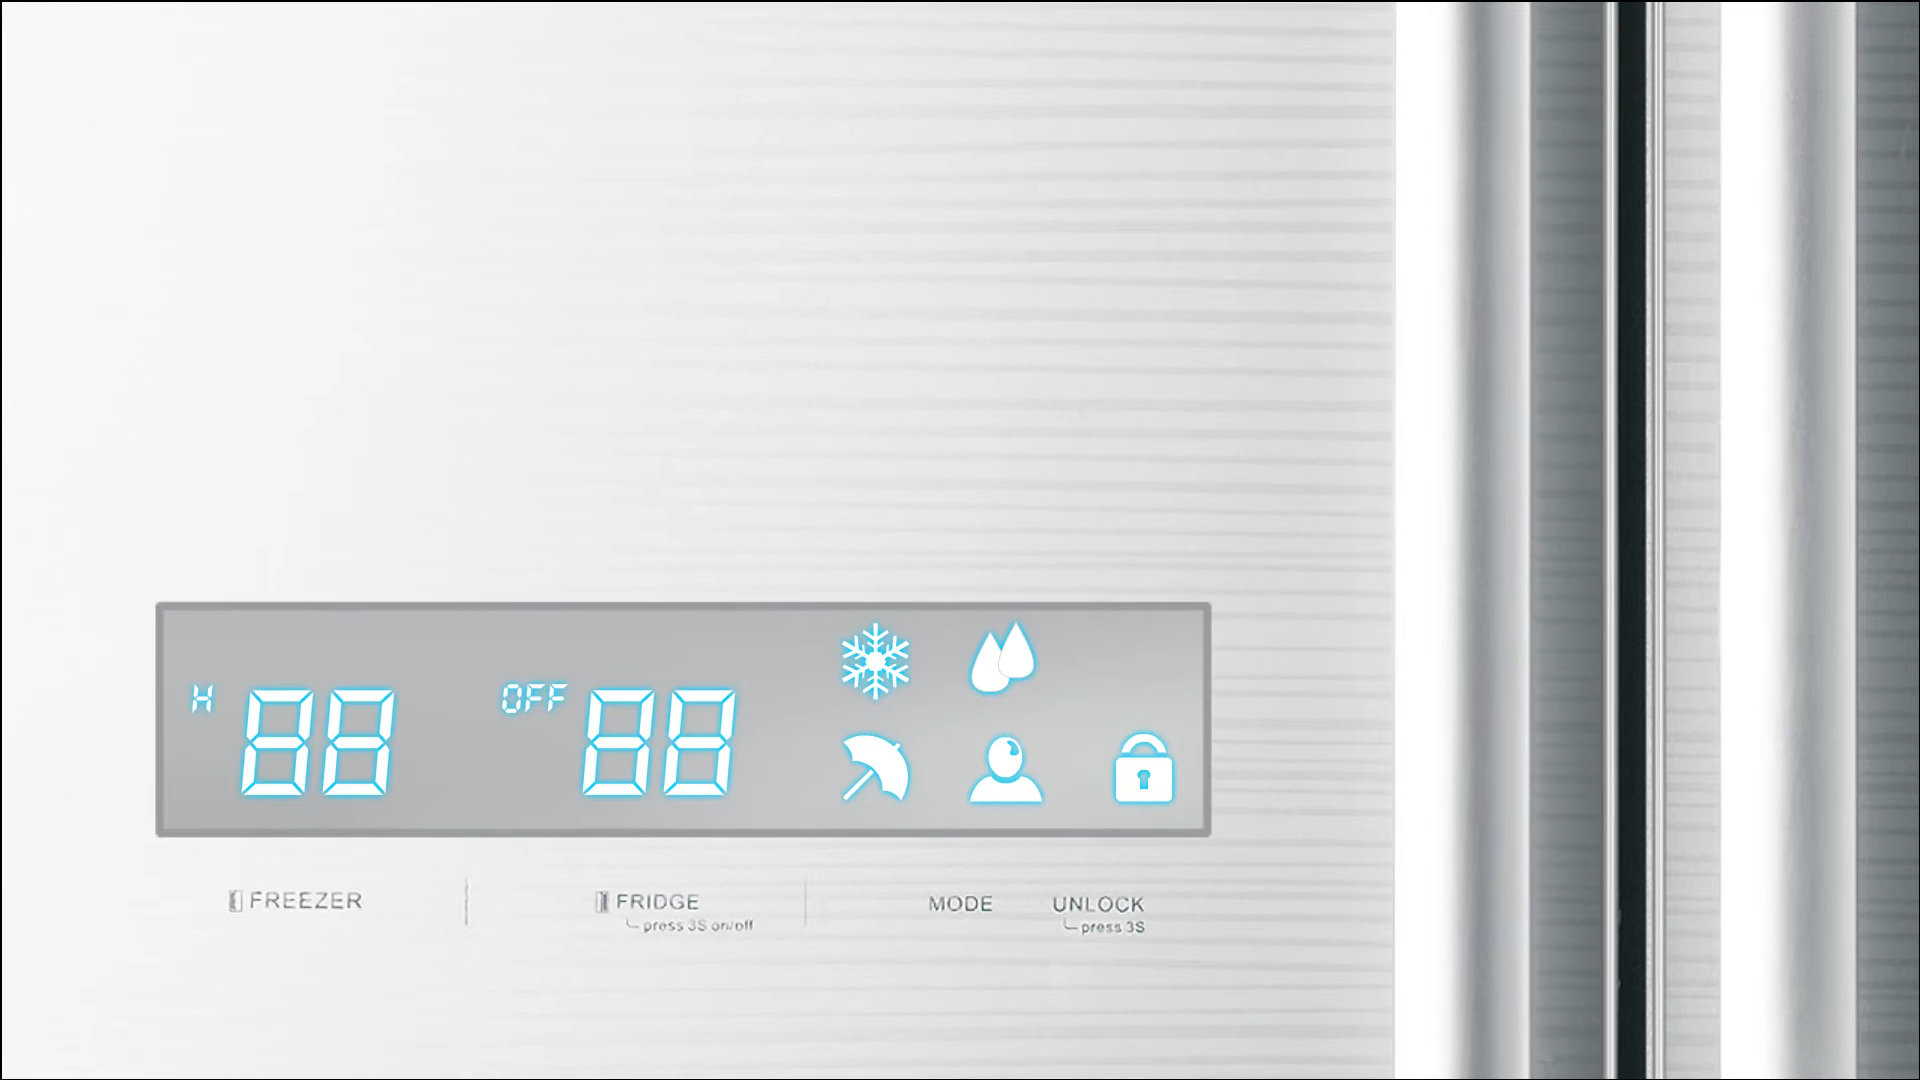 H 88 OFF 88
FREEZER FRIDGE MODE UNLOCK
press 3S on/off press 3S